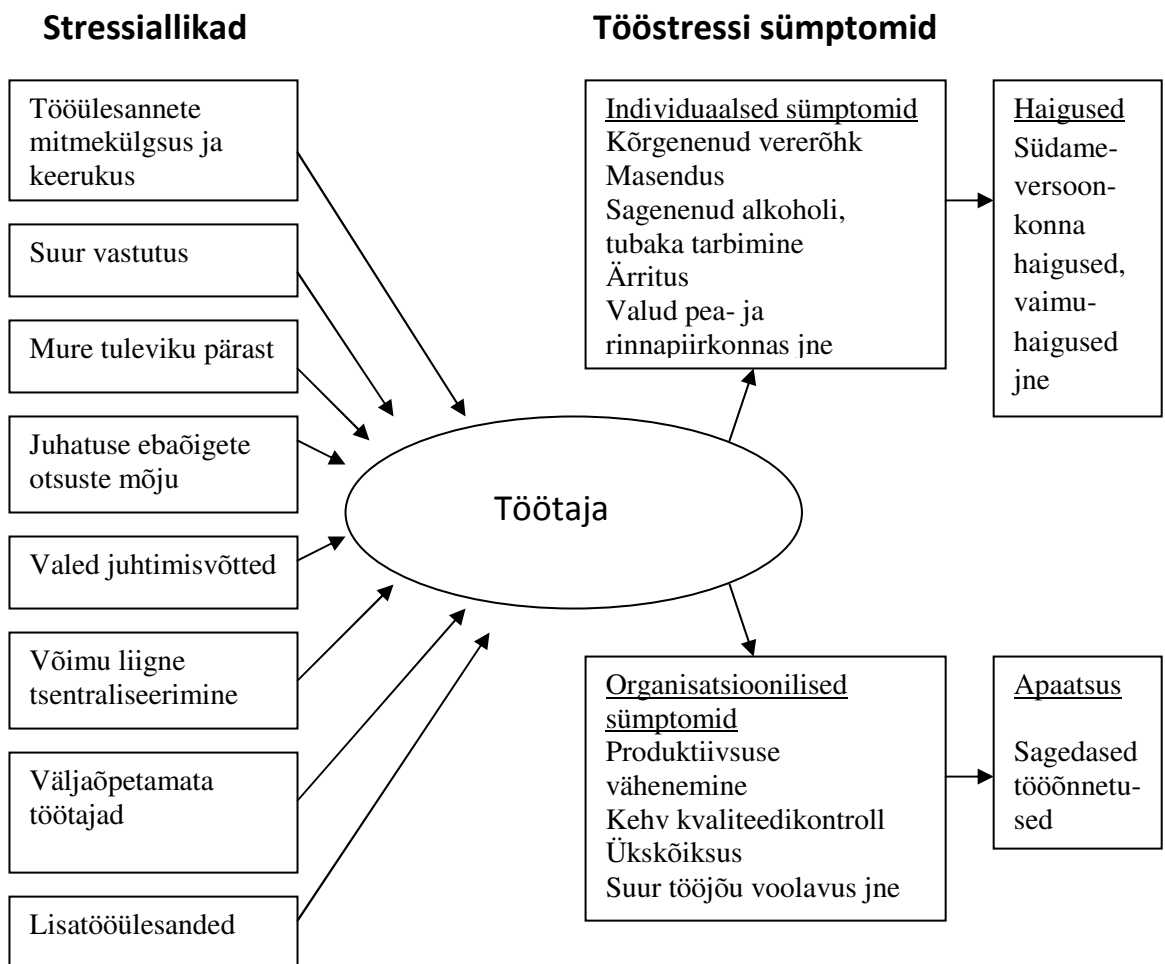 Stressiallikad
Tööstressi sümptomid
Tööülesannete
mitmekülgsus ja
keerukus
Suur vastutus
Mure tuleviku pärast
Juhatuse ebaõigete
otsuste mõju
Valed juhtimisvõtted
Võimu liigne
tsentraliseerimine
Väljaõpetamata
töötajad
Lisatööülesanded
Töötaja
Individuaalsed sümptomid
Kõrgenenud vererõhk
Masendus
Sagenenud alkoholi,
tubaka tarbimine
Ärritus
Valud pea- ja
rinnapiirkonnas jne
Haigused
Südame-
versoon-
konna
haigused,
vaimu-
haigused
jne
Organisatsioonilised
sümptomid
Produktiivsuse
vähenemine
Kehv kvaliteedikontroll
Ükskõiksus
Suur tööjõu voolavus jne
Apaatsus
Sagedased
tööõnnetu-
sed